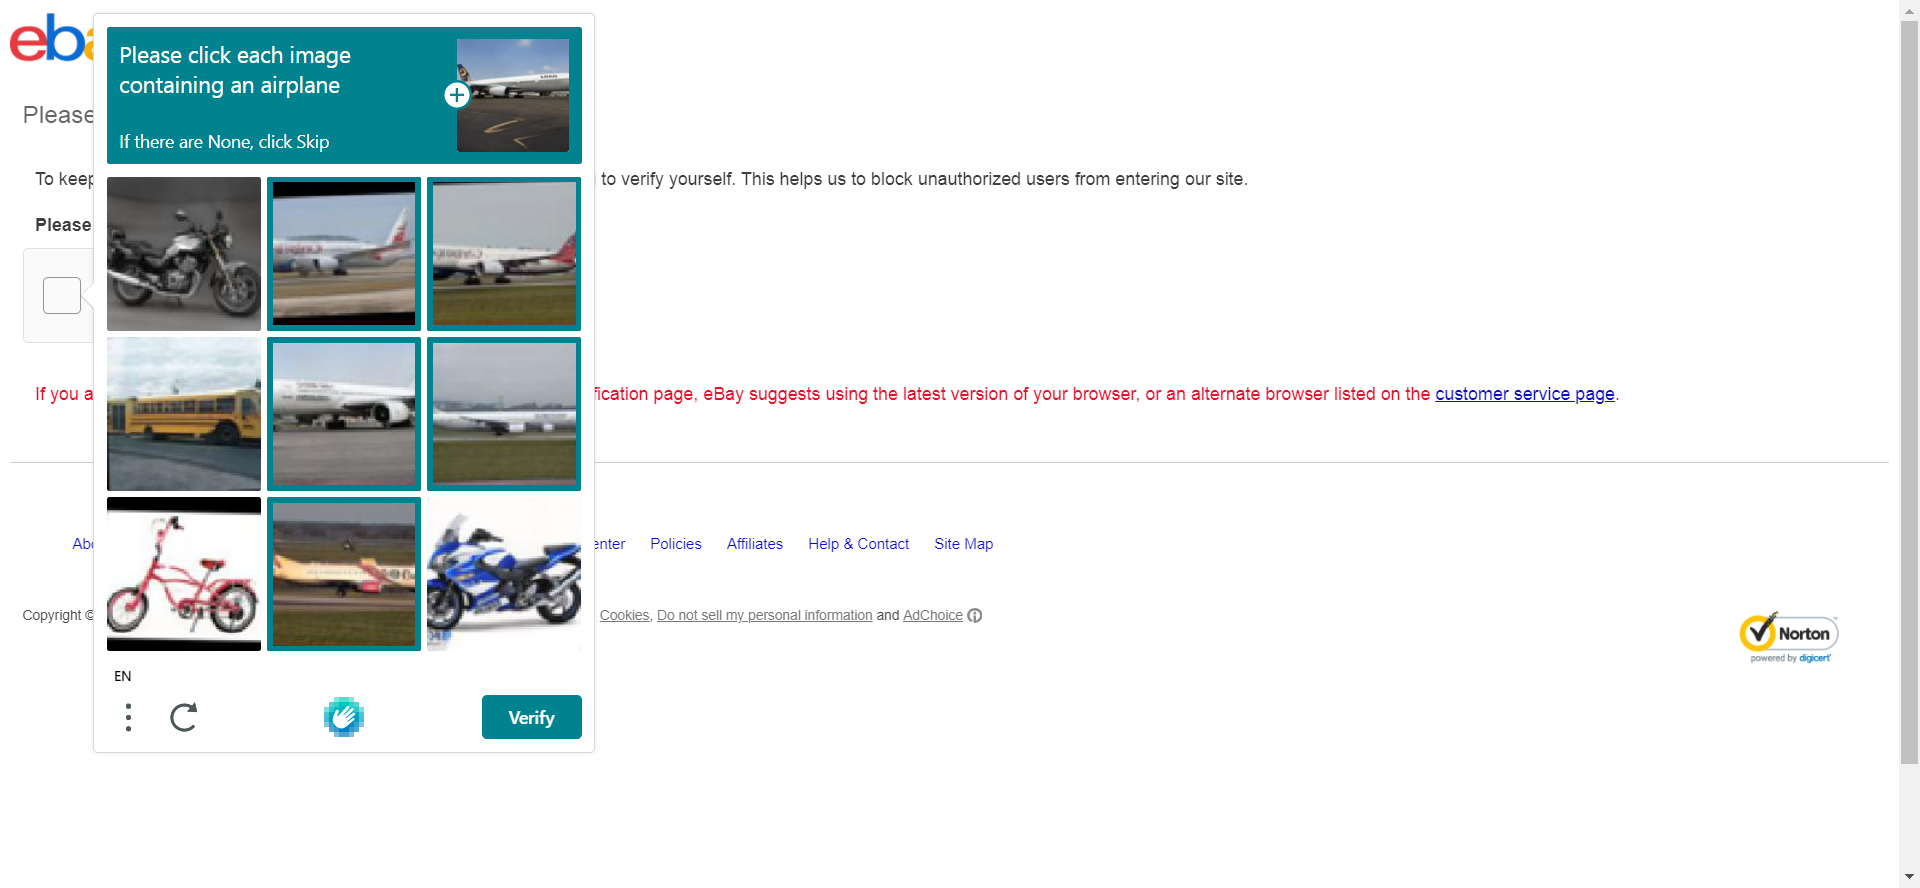 eb
Please
Please click each image
containing an airplane
If there are None, click Skip
To keep
to verify yourself. This helps us to block unauthorized users from entering our site.
Please
If you a
fication page, eBay suggests using the latest version of your browser, or an alternate browser listed on the customer service page.
Abo
enter Policies Affiliates Help & Contact Site Map
Copyright ©
Cookies, Do not sell my personal information and AdChoice
Norton
powered by digicert
EN
Verify